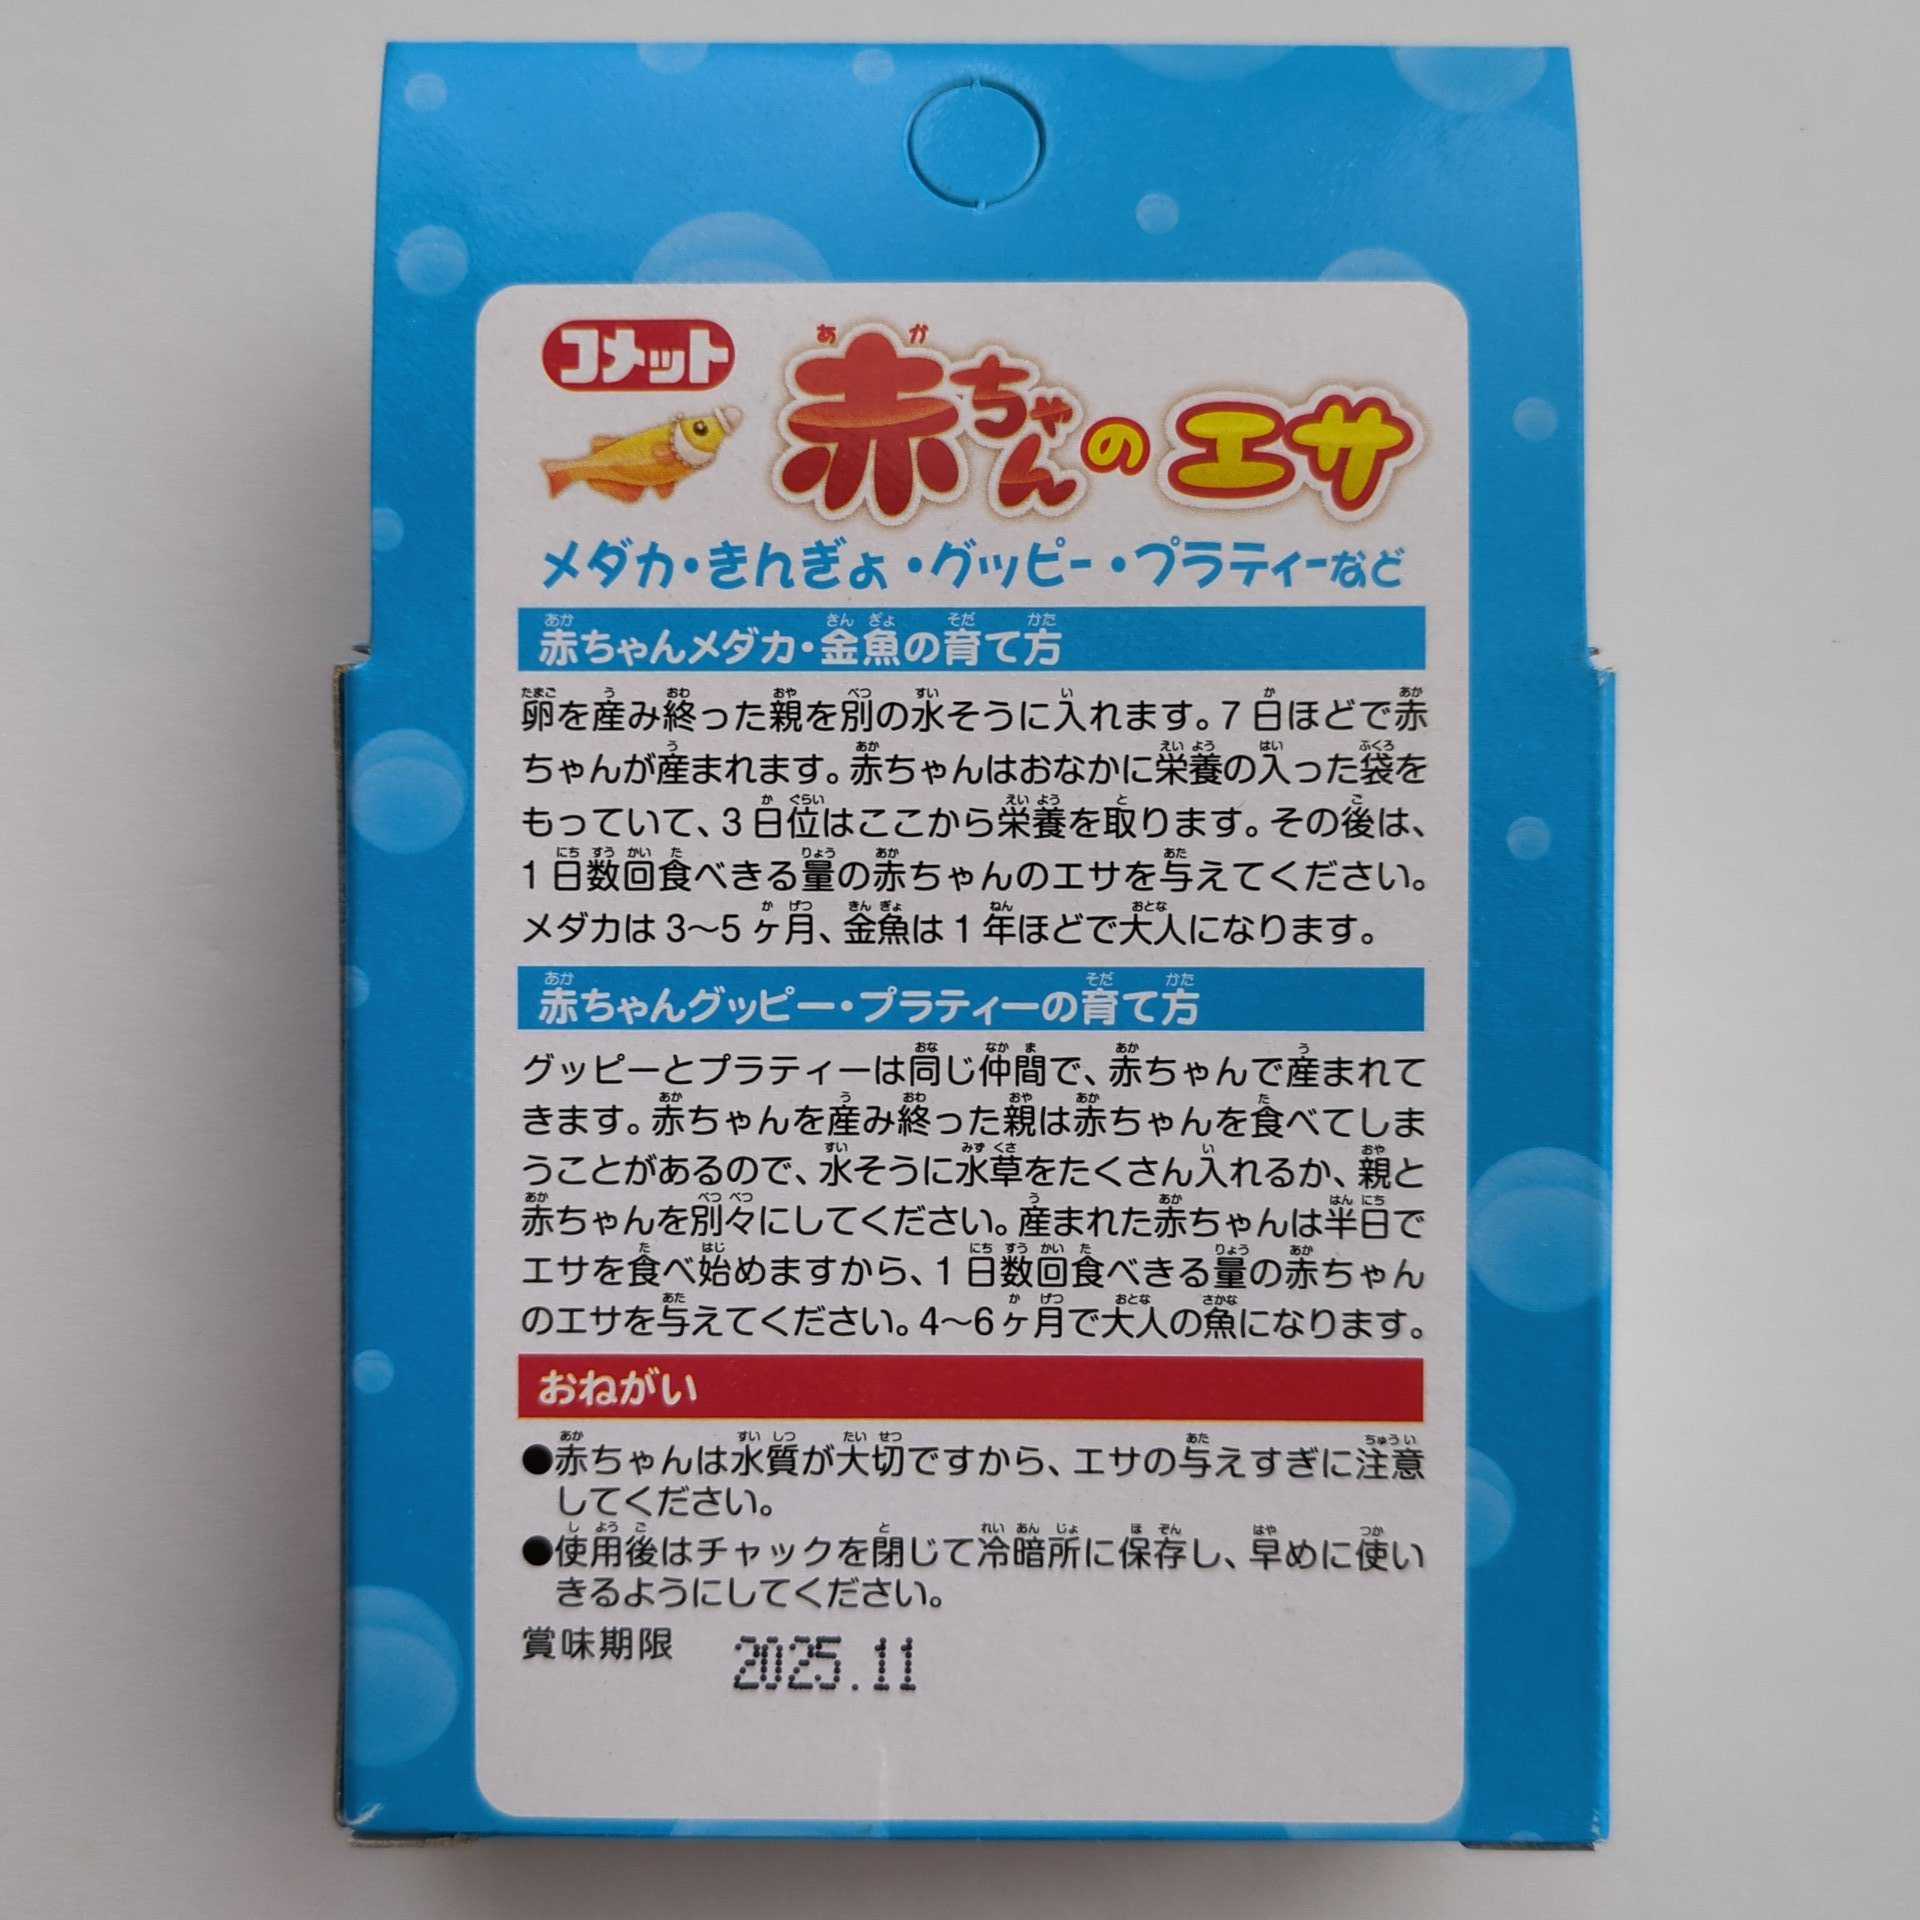 コメット
赤ちゃんのエサ
メダカ・きんぎょ・グッピー・プラティーなど
赤ちゃんメダカ・金魚の育て方
卵を産み終った親を別の水そうに入れます。7日ほどで赤
ちゃんが産まれます。赤ちゃんはおなかに栄養の入った袋を
もっていて、3日位はここから栄養を取ります。その後は、
1日数回食べきる量の赤ちゃんのエサを与えてください。
メダカは3〜5ヶ月、金魚は1年ほどで大人になります。
赤ちゃんグッピー・プラティーの育て方
グッピーとプラティーは同じ仲間で、赤ちゃんで産まれて
きます。赤ちゃんを産み終った親は赤ちゃんを食べてしま
うことがあるので、水そうに水草をたくさん入れるか、親と
赤ちゃんを別々にしてください。産まれた赤ちゃんは半日で
エサを食べ始めますから、1日数回食べきる量の赤ちゃん
のエサを与えてください。4〜6ヶ月で大人の魚になります。
おねがい
●赤ちゃんは水質が大切ですから、エサの与えすぎに注意
してください。
●使用後はチャックを閉じて冷暗所に保存し、早めに使い
きるようにしてください。
賞味期限 2025.11